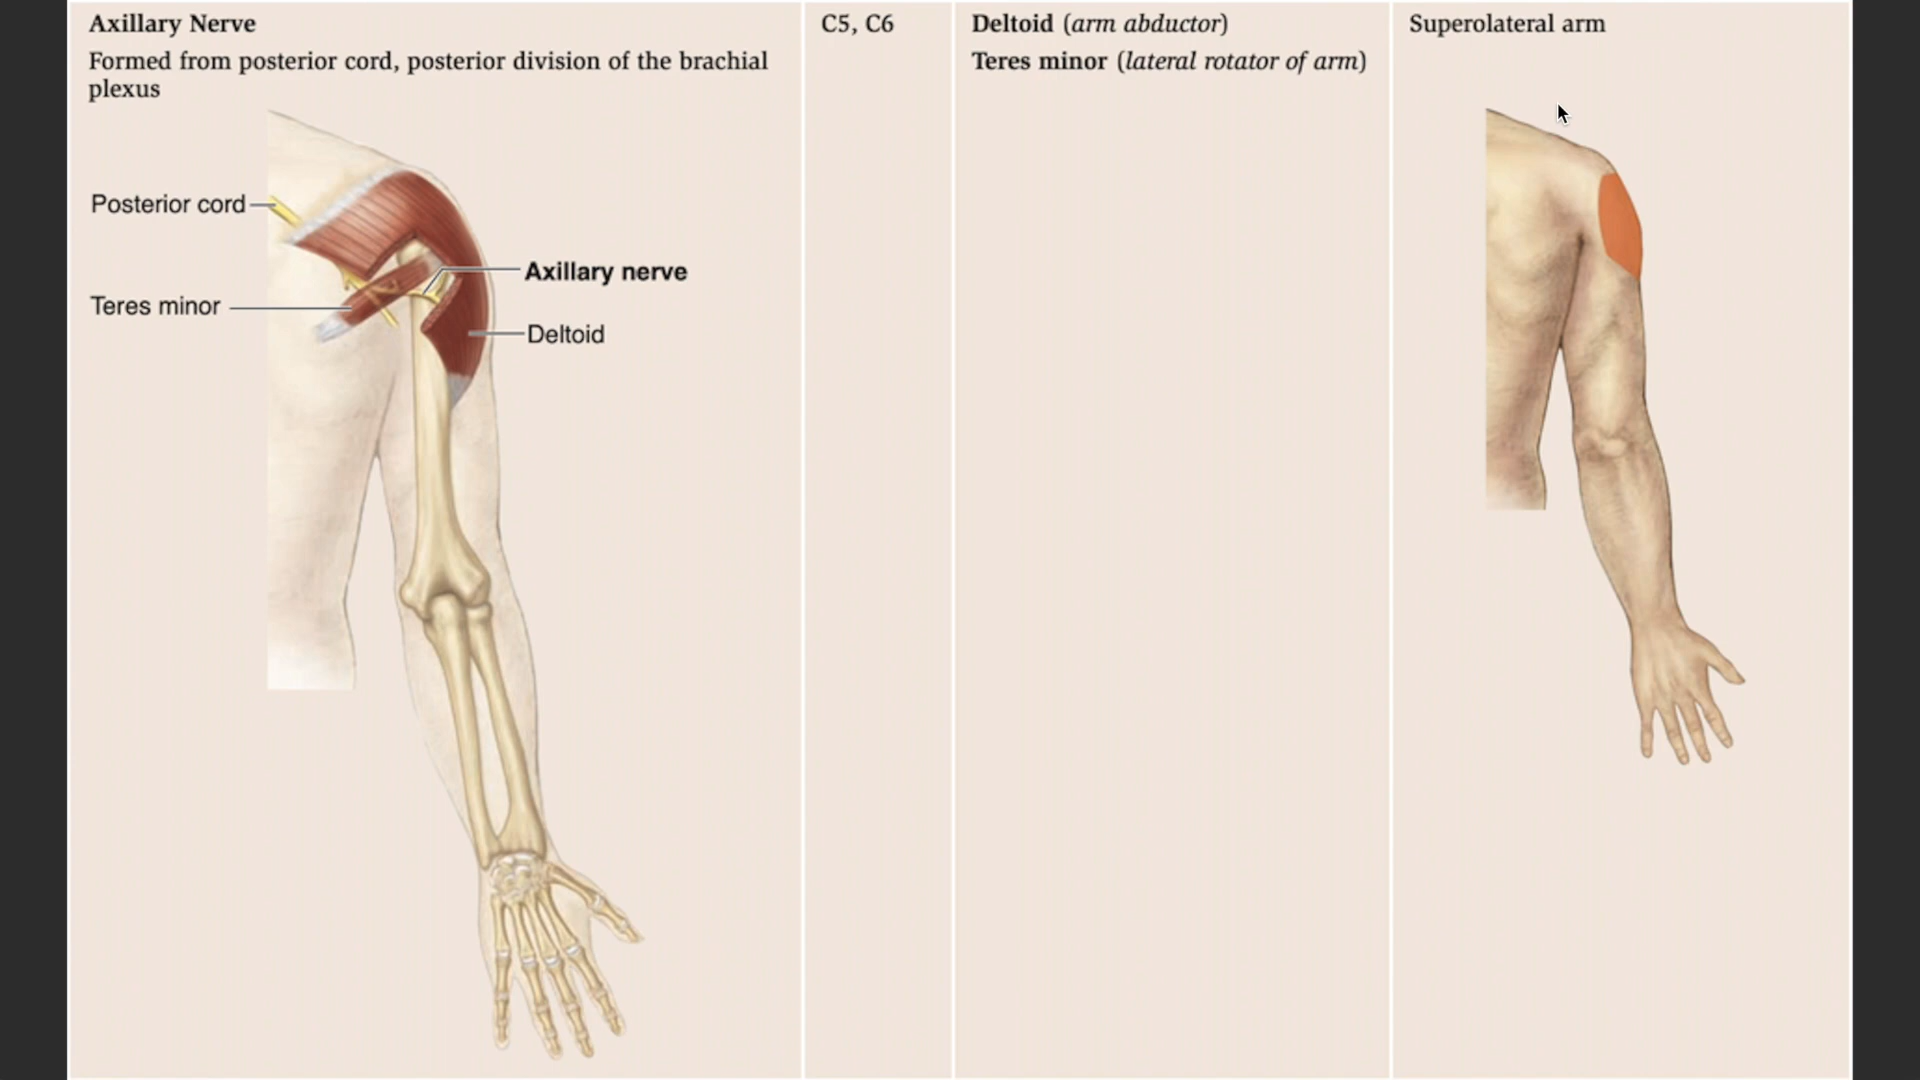 Axillary Nerve
Formed from posterior cord, posterior division of the brachial
plexus
Posterior cord
Axillary nerve
Teres minor
Deltoid
C5, C6
Deltoid (arm abductor)
Teres minor (lateral rotator of arm)
Superolateral arm